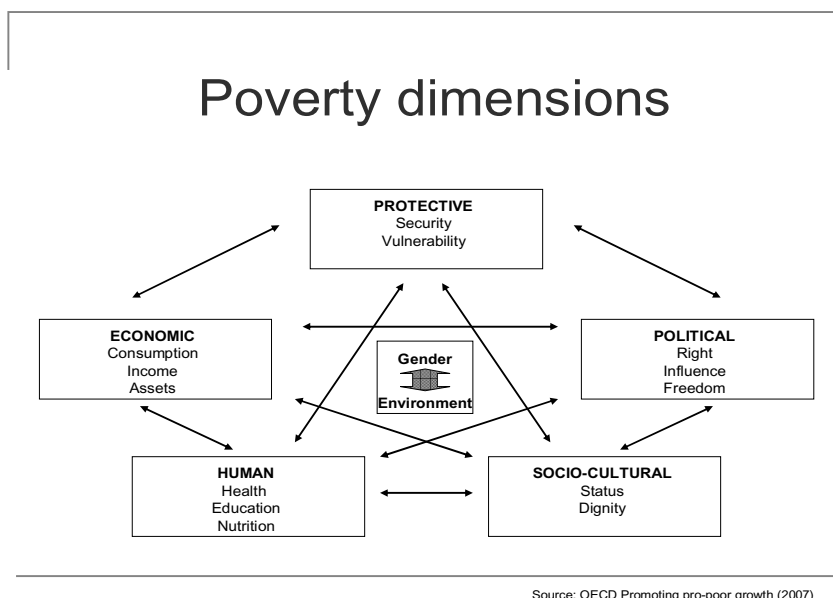 Poverty dimensions
PROTECTIVE
Security
Vulnerability
ECONOMIC
Consumption
Income
Assets
POLITICAL
Right
Influence
Freedom
Gender
Environment
HUMAN
Health
Education
Nutrition
SOCIO-CULTURAL
Status
Dignity
Source: OECD Promoting pro-poor growth (2007)